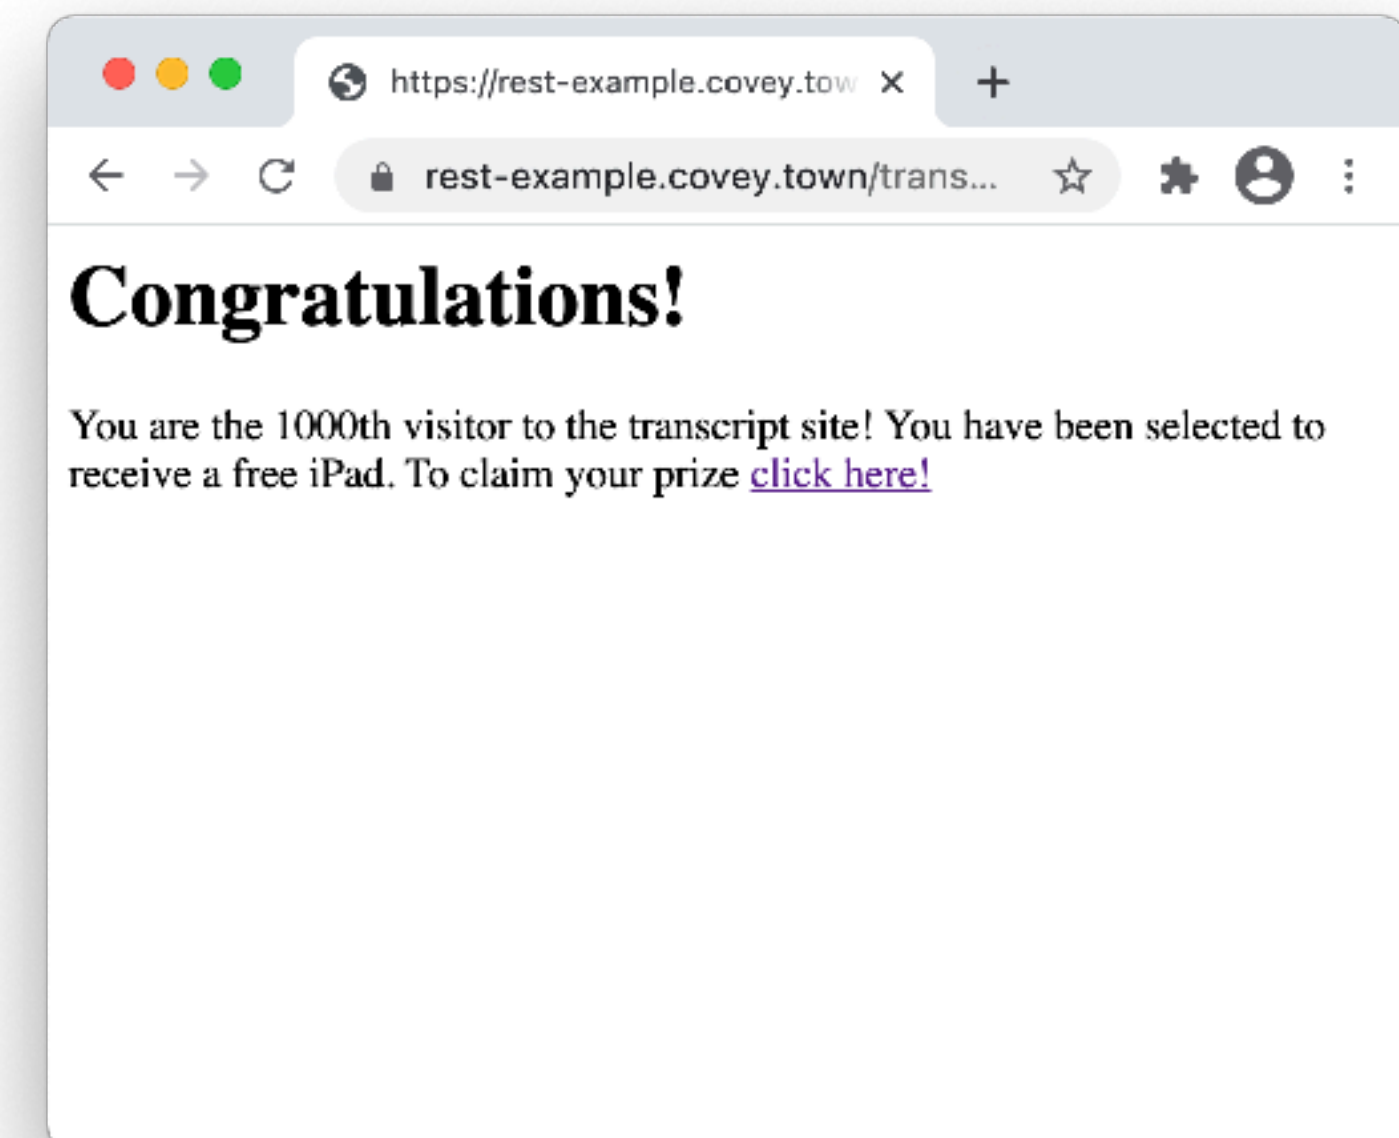 https://rest-example.covey.tow
rest-example.covey.town/trans...
Congratulations!
You are the 1000th visitor to the transcript site! You have been selected to
receive a free iPad. To claim your prize click here!